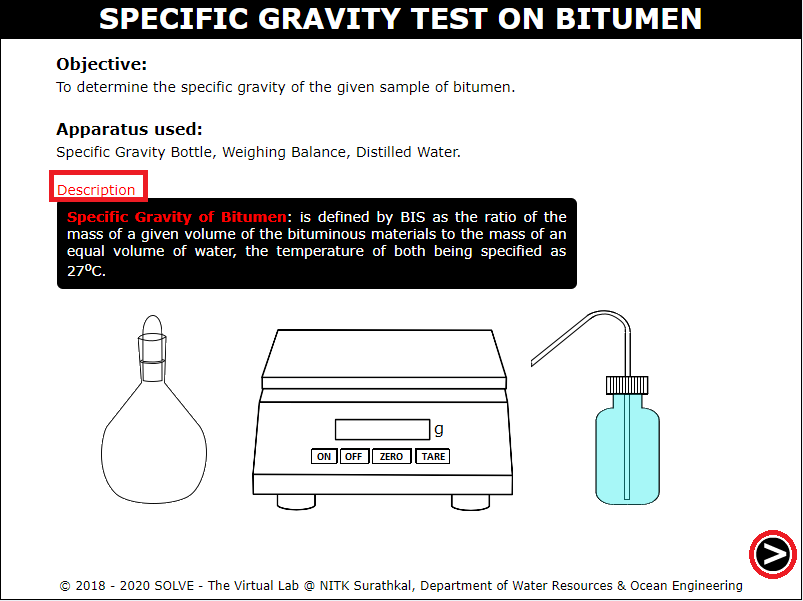 SPECIFIC GRAVITY TEST ON BITUMEN
Objective:
To determine the specific gravity of the given sample of bitumen.
Apparatus used:
Specific Gravity Bottle, Weighing Balance, Distilled Water.
Description
Specific Gravity of Bitumen: is defined by BIS as the ratio of the
mass of a given volume of the bituminous materials to the mass of an
equal volume of water, the temperature of both being specified as
27⁰C.
g
ON OFF ZERO TARE
© 2018 - 2020 SOLVE - The Virtual Lab @ NITK Surathkal, Department of Water Resources & Ocean Engineering